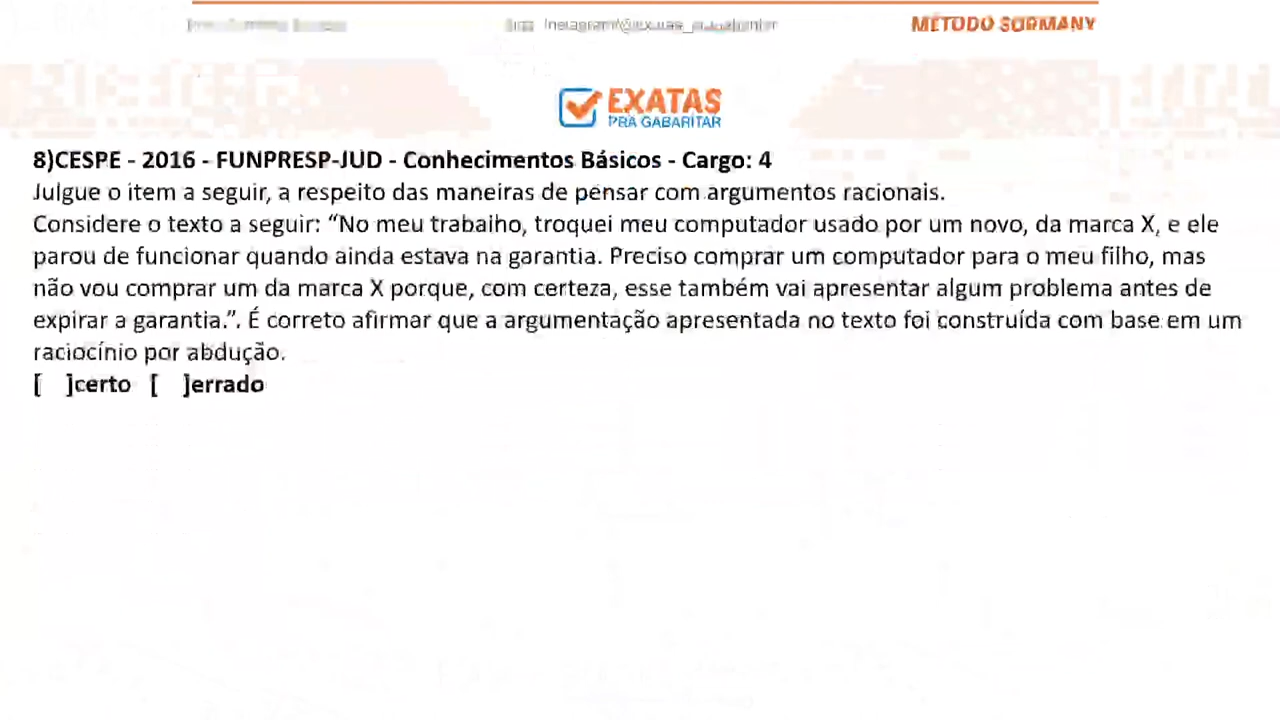 MÉTODO SORMANY
EXATAS
PRA GABARITAR
8)CESPE - 2016 - FUNPRESP-JUD - Conhecimentos Básicos - Cargo: 4
Julgue o item a seguir, a respeito das maneiras de pensar com argumentos racionais.
Considere o texto a seguir: “No meu trabalho, troquei meu computador usado por um novo, da marca X, e ele
parou de funcionar quando ainda estava na garantia. Preciso comprar um computador para o meu filho, mas
não vou comprar um da marca X porque, com certeza, esse também vai apresentar algum problema antes de
expirar a garantia.”. É correto afirmar que a argumentação apresentada no texto foi construída com base em um
raciocínio por abdução.
[ ]certo [ ]errado